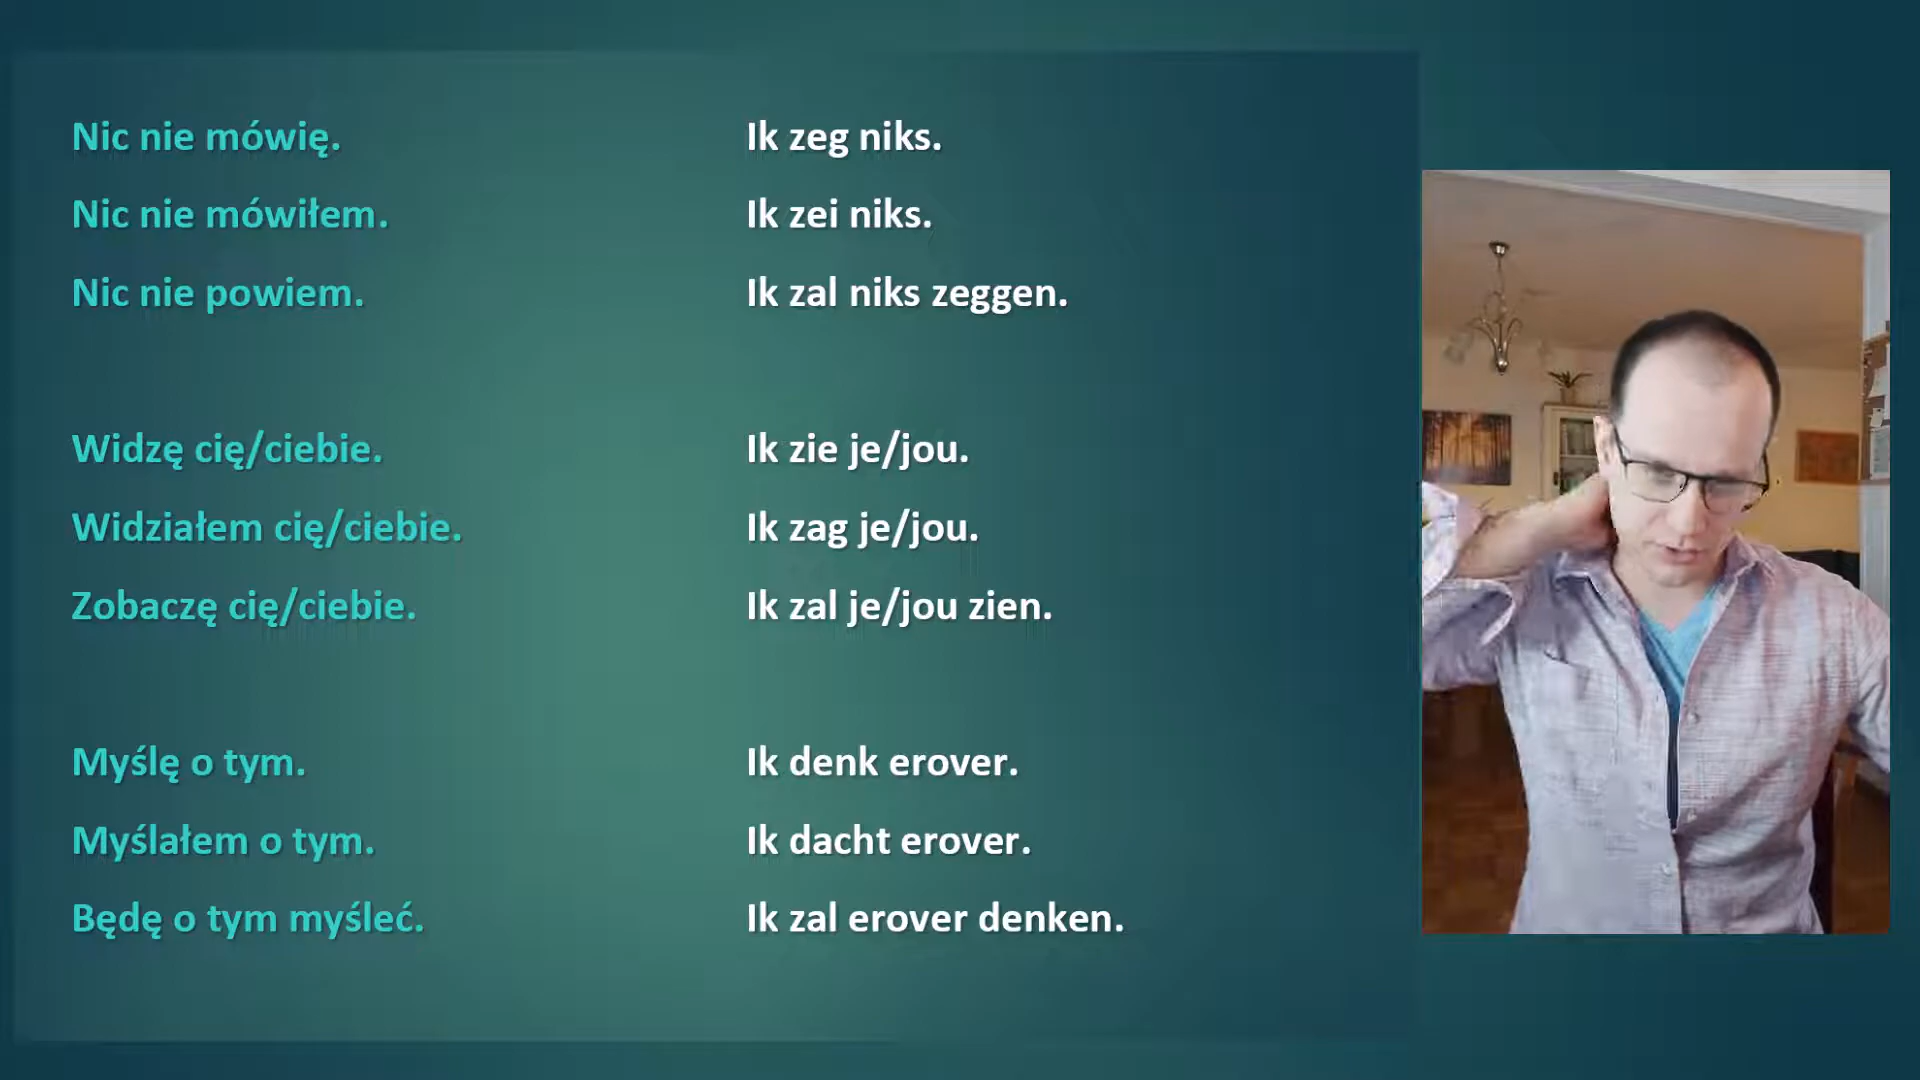 Nic nie mówię.
Ik zeg niks.
Nic nie mówiłem.
Ik zei niks.
Nic nie powiem.
Ik zal niks zeggen.
Widzę cię/ciebie.
Ik zie je/jou.
Widziałem cię/ciebie.
Ik zag je/jou.
Zobaczę cię/ciebie.
Ik zal je/jou zien.
Myślę o tym.
Ik denk erover.
Myślałem o tym.
Ik dacht erover.
Będę o tym myśleć.
Ik zal erover denken.